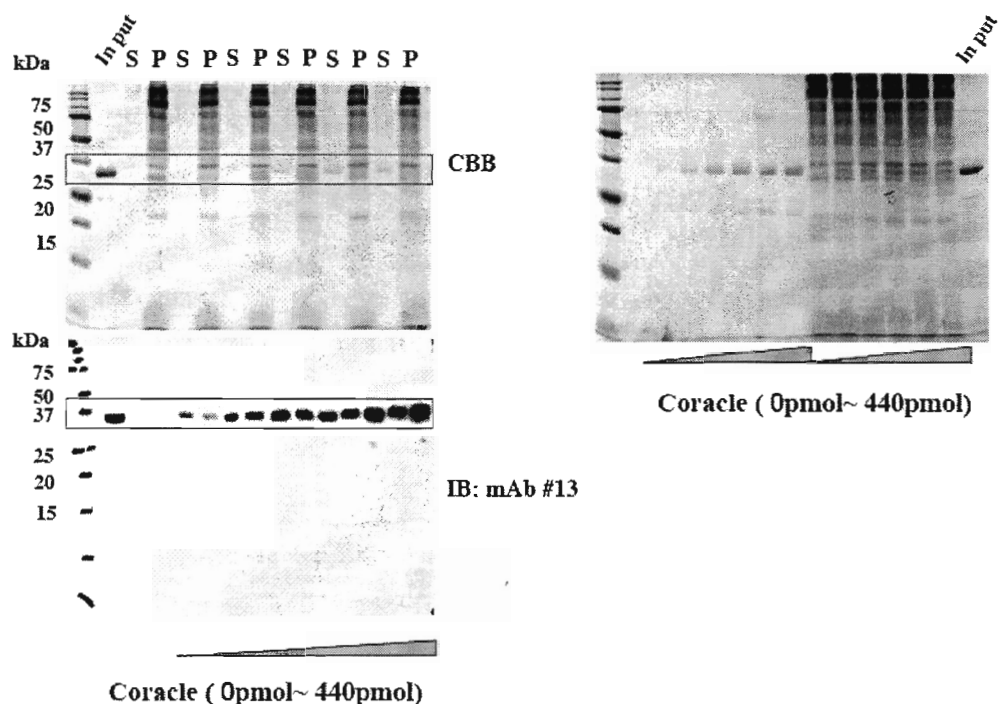 In put
kDa S P S P S P S P S P S P
75
50
37
25
20
15
CBB
kDa
75
50
37
25
20
15
IB: mAb #13
Coracle ( 0pmol~ 440pmol)
In put
Coracle ( 0pmol~ 440pmol)